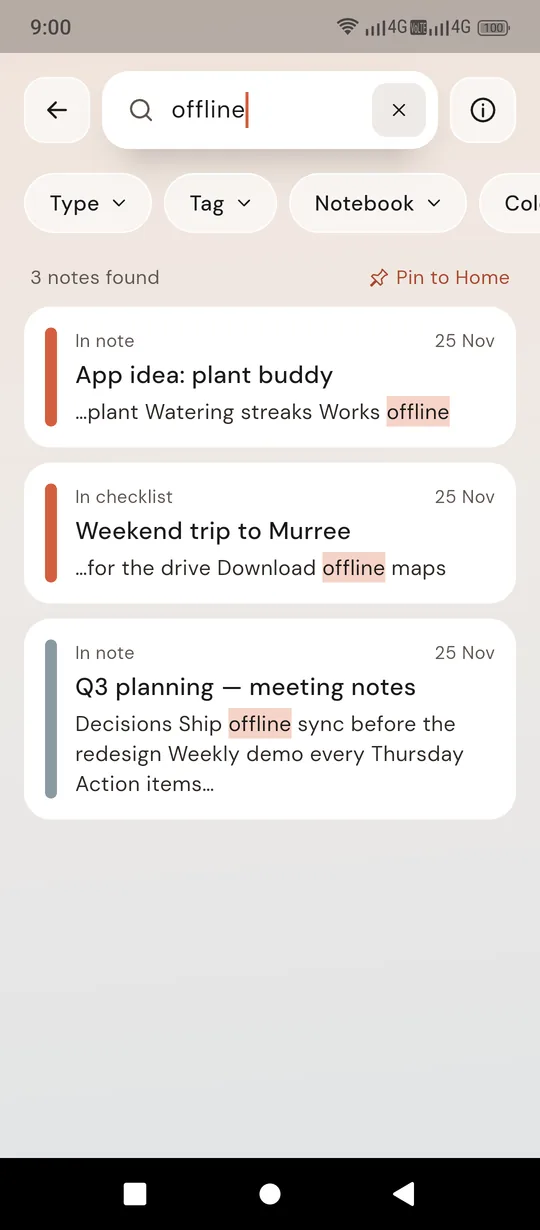 9:00 4G VoLTE 4G 100
offline
Type Tag Notebook Col
3 notes found Pin to Home
In note 25 Nov
App idea: plant buddy
…plant Watering streaks Works offline
In checklist 25 Nov
Weekend trip to Murree
…for the drive Download offline maps
In note 25 Nov
Q3 planning — meeting notes
Decisions Ship offline sync before the
redesign Weekly demo every Thursday
Action items…